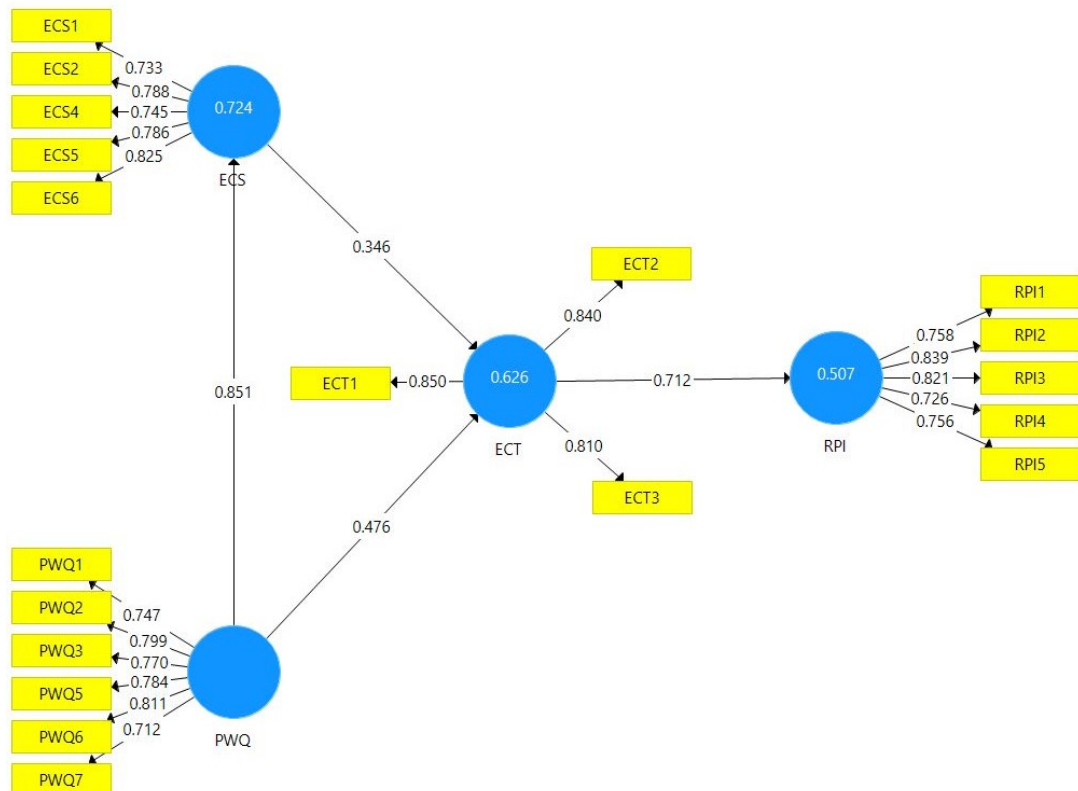 ECS1
ECS2
ECS4
ECS5
ECS6
0.733
0.788
0.745
0.786
0.825
0.724
ECS
0.346
0.851
ECT2
0.840
ECT1
0.850
0.626
ECT
0.810
ECT3
0.712
0.507
RPI
0.758
0.839
0.821
0.726
0.756
RPI1
RPI2
RPI3
RPI4
RPI5
0.476
PWQ1
PWQ2
PWQ3
PWQ5
PWQ6
PWQ7
0.747
0.799
0.770
0.784
0.811
0.712
PWQ